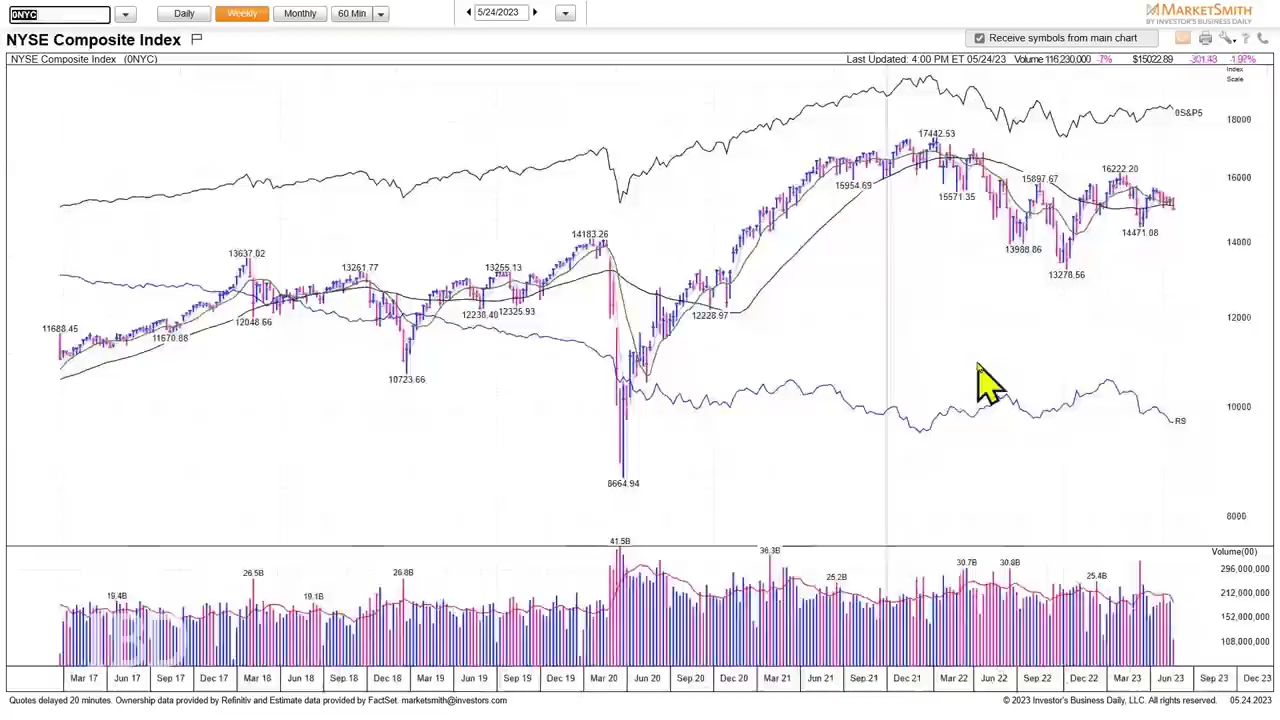 0NYC Daily Weekly Monthly 60 Min 5/24/2023 MARKETSMITH
BY INVESTOR'S BUSINESS DAILY
NYSE Composite Index Receive symbols from main chart ?
NYSE Composite Index (0NYC) Last Updated: 4:00 PM ET 05/24/23 Volume 116,230,000 -7% $15022.89 -301.43 -1.97%
Index
Scale
0S&P5
18000
17442.53
16222.20
16000
15954.69 15897.67
15571.35
14471.08
14183.26
14000
13988.86
13637.02
13261.77 13255.13
13278.56
12238.40 12325.93 12228.97
12048.66
12000
11688.45
11670.88
10723.66
10000
RS
8664.94
8000
41.5B
36.3B
Volume(00)
30.7B 30.8B
296,000,000
26.5B 26.8B 25.2B 25.4B
212,000,000
19.4B 19.1B
152,000,000
108,000,000
IBD
Mar 17 Jun 17 Sep 17 Dec 17 Mar 18 Jun 18 Sep.18 Dec 18 Mar 19 Jun 19 Sep 19 Dec 19 Mar 20 Jun 20 Sep.20 Dec 20 Mar 21 Jun 21 Sep.21 Dec 21 Mar 22 Jun 22 Sep.22 Dec 22 Mar 23 Jun 23 Sep 23 Dec 23
Quotes delayed 20 minutes. Ownership data provided by Refinitiv and Estimate data provided by FactSet. marketsmith@investors.com © 2023 Investor's Business Daily, LLC. All rights reserved. 05.24.2023